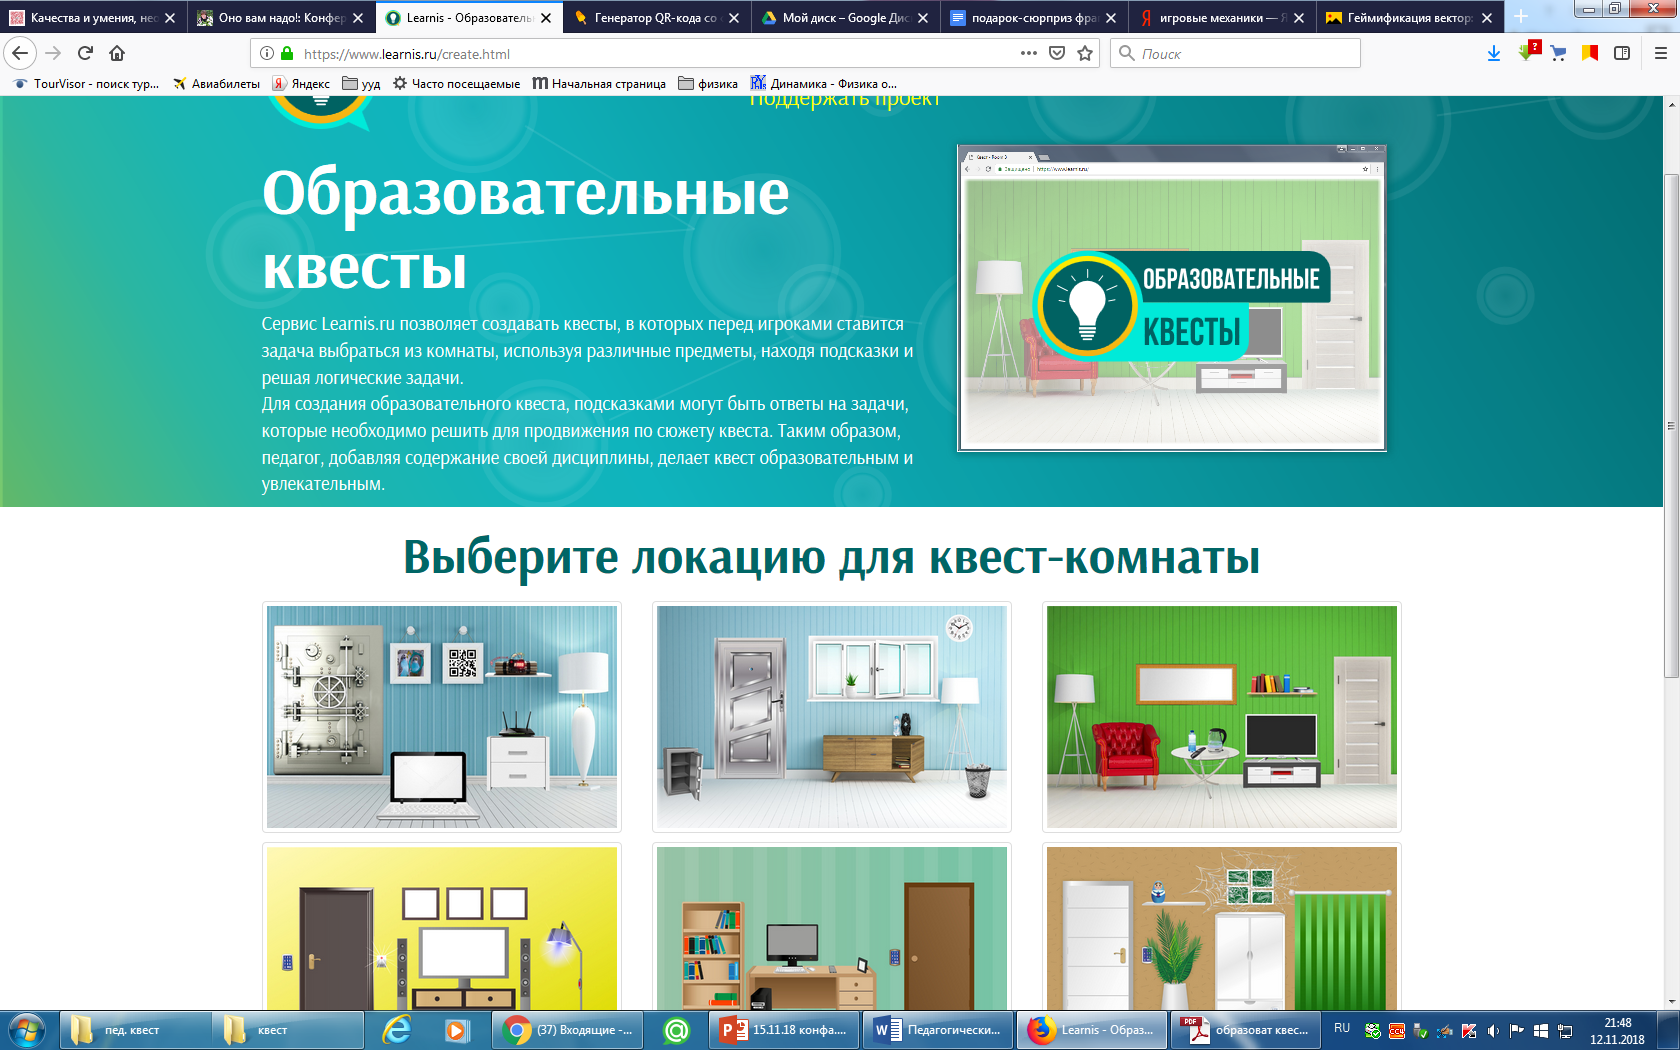 Качества и умения, нео
Оно вам надо!: Конфер
Learnis - Образователь
Генератор QR-кода со
Мой диск – Google Дис
подарок-сюрприз фраг
игровые механики — Я
Геймификация вектор:
https://www.learnis.ru/create.html
Поиск
TourVisor - поиск тур...
Авиабилеты
Яндекс
ууд
Часто посещаемые
Начальная страница
физика
Динамика - Физика о...
Поддержать проект
Образовательные
квесты
Сервис Learnis.ru позволяет создавать квесты, в которых перед игроками ставится
задача выбраться из комнаты, используя различные предметы, находя подсказки и
решая логические задачи.
Для создания образовательного квеста, подсказками могут быть ответы на задачи,
которые необходимо решить для продвижения по сюжету квеста. Таким образом,
педагог, добавляя содержание своей дисциплины, делает квест образовательным и
увлекательным.
https://www.learnis.ru/
ОБРАЗОВАТЕЛЬНЫЕ
КВЕСТЫ
Выберите локацию для квест-комнаты
пед. квест
квест
(37) Входящие -...
15.11.18 конфа....
Педагогически...
Learnis - Образ...
PDF
образоват квес...
RU
21:48
12.11.2018